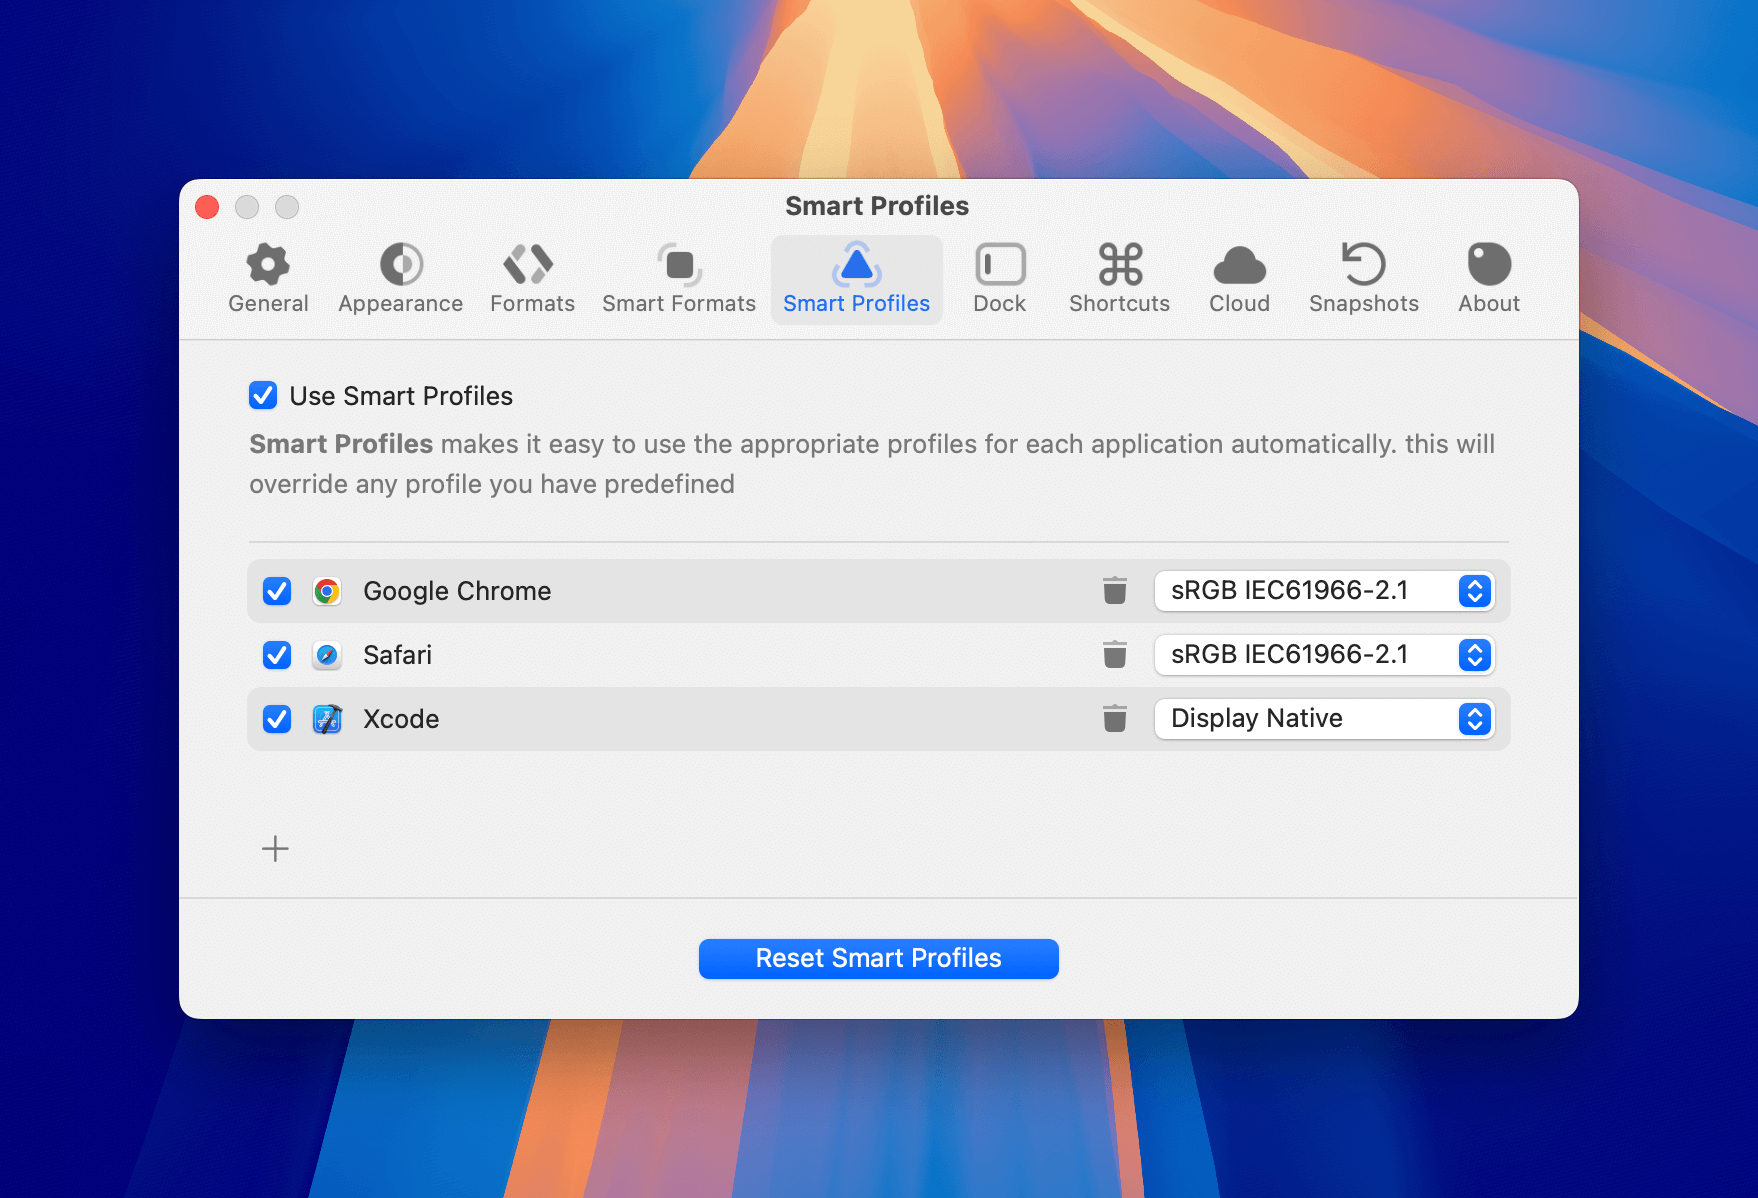 Smart Profiles
General
Appearance
Formats
Smart Formats
Smart Profiles
Dock
Shortcuts
Cloud
Snapshots
About
Use Smart Profiles
Smart Profiles makes it easy to use the appropriate profiles for each application automatically. this will
override any profile you have predefined
Google Chrome
sRGB IEC61966-2.1
Safari
sRGB IEC61966-2.1
Xcode
Display Native
Reset Smart Profiles